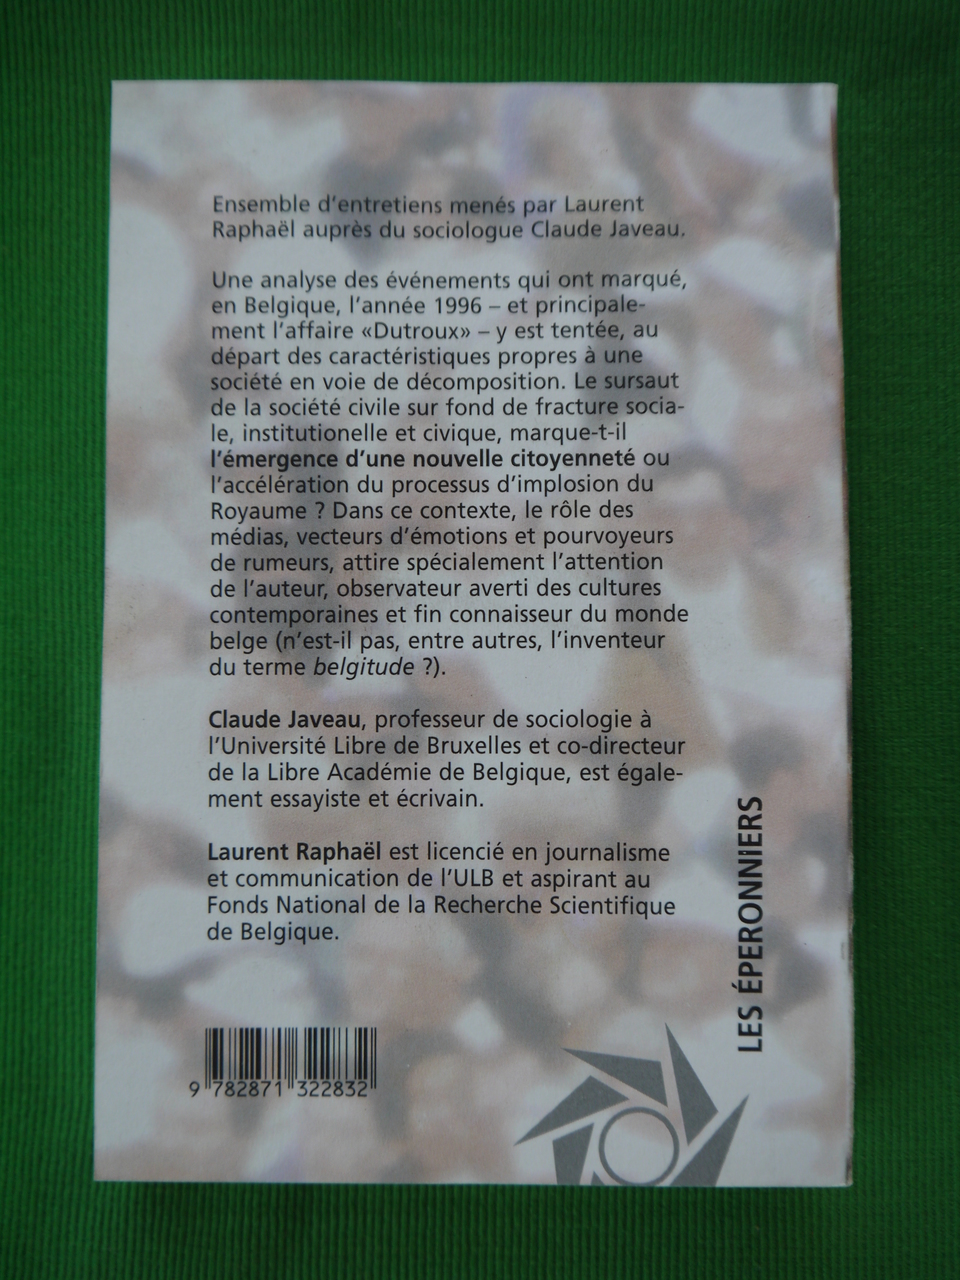 Ensemble d'entretiens menés par Laurent
Raphaël auprès du sociologue Claude Javeau.
Une analyse des événements qui ont marqué,
en Belgique, l'année 1996 – et principale-
ment l'affaire «Dutroux» – y est tentée, au
départ des caractéristiques propres à une
société en voie de décomposition. Le sursaut
de la société civile sur fond de fracture socia-
le, institutionelle et civique, marque-t-il
l'émergence d'une nouvelle citoyenneté ou
l'accélération du processus d'implosion du
Royaume ? Dans ce contexte, le rôle des
médias, vecteurs d'émotions et pourvoyeurs
de rumeurs, attire spécialement l'attention
de l'auteur, observateur averti des cultures
contemporaines et fin connaisseur du monde
belge (n'est-il pas, entre autres, l'inventeur
du terme belgitude ?).
Claude Javeau, professeur de sociologie à
l'Université Libre de Bruxelles et co-directeur
de la Libre Académie de Belgique, est égale-
ment essayiste et écrivain.
Laurent Raphaël est licencié en journalisme
et communication de l'ULB et aspirant au
Fonds National de la Recherche Scientifique
de Belgique.
LES ÉPERONNIERS
9 782871 322832